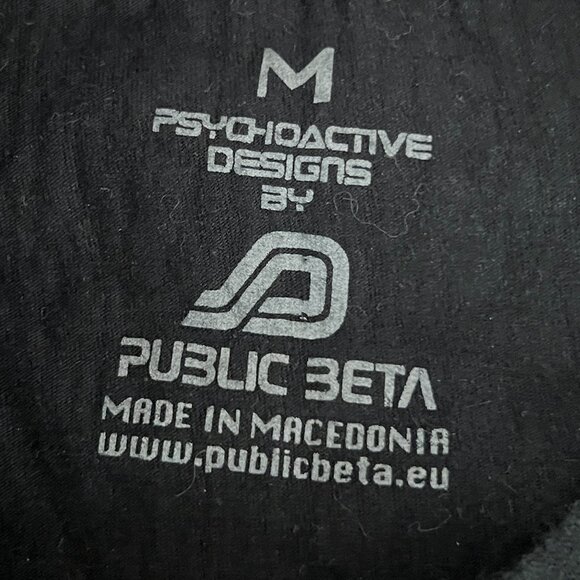 M
PSYCHOACTIVE
DESIGNS
BY
PUBLIC BETA
MADE IN MACEDONIA
www.publicbeta.eu